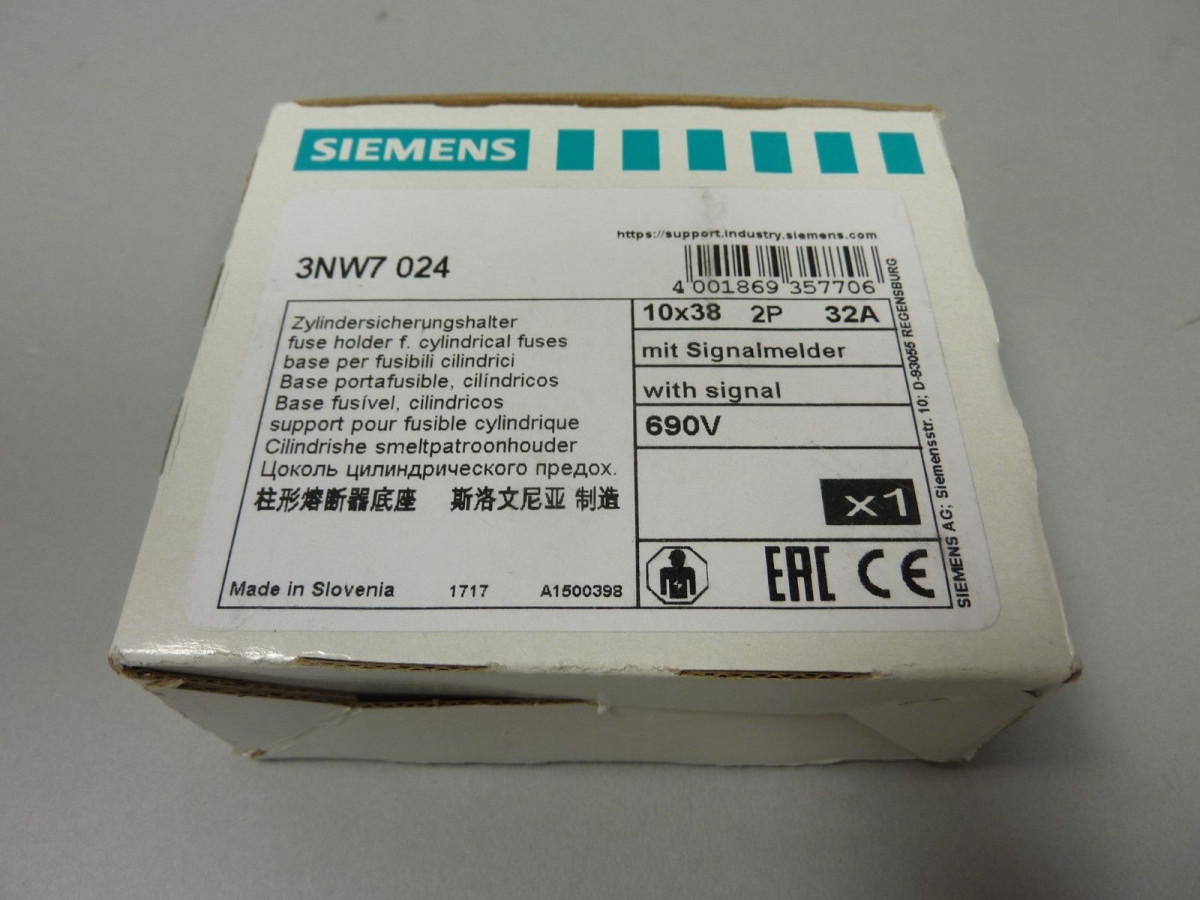 SIEMENS
https://support.industry.siemens.com
3NW7 024
4 001869 357706
Zylindersicherungshalter
fuse holder f. cylindrical fuses
base per fusibili cilindrici
Base portafusible, cilíndricos
Base fusível, cilindricos
support pour fusible cylindrique
Cilindrishe smeltpatroonhouder
Цоколь цилиндрического предох.
柱形熔断器底座 斯洛文尼亚 制造
Made in Slovenia 1717 A1500398
10x38 2P 32A
mit Signalmelder
with signal
690V
x1
EAC CE
SIEMENS AG; Siemensstr. 10; D-93055 REGENSBURG